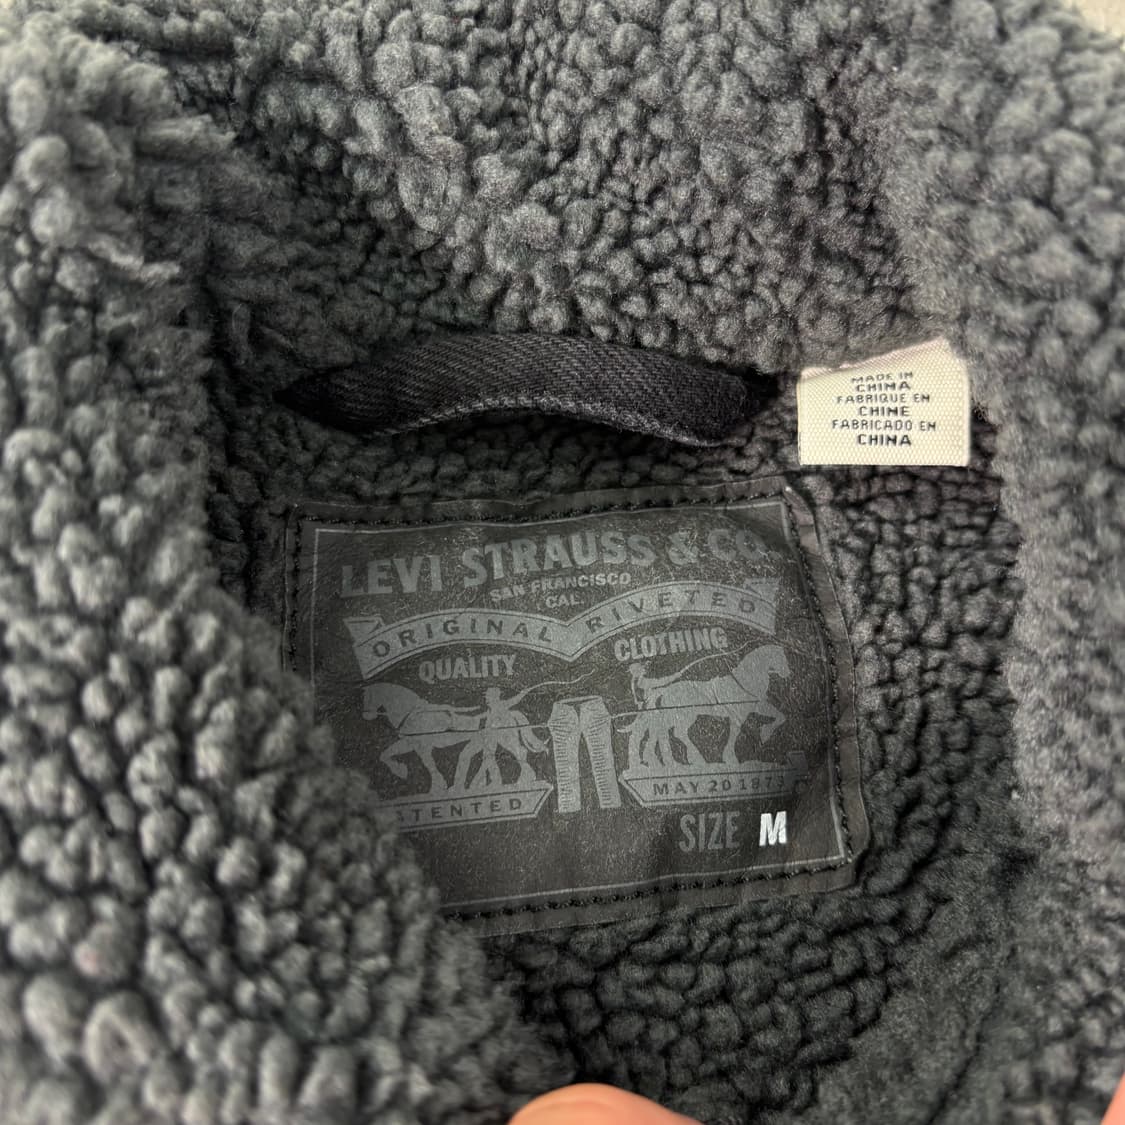 MADE IN
CHINA
FABRIQUE EN
CHINE
FABRICADO EN
CHINA
LEVI STRAUSS & CO.
SAN FRANCISCO
CAL
ORIGINAL RIVETED
QUALITY CLOTHING
TENTED MAY 20 1873
SIZE M